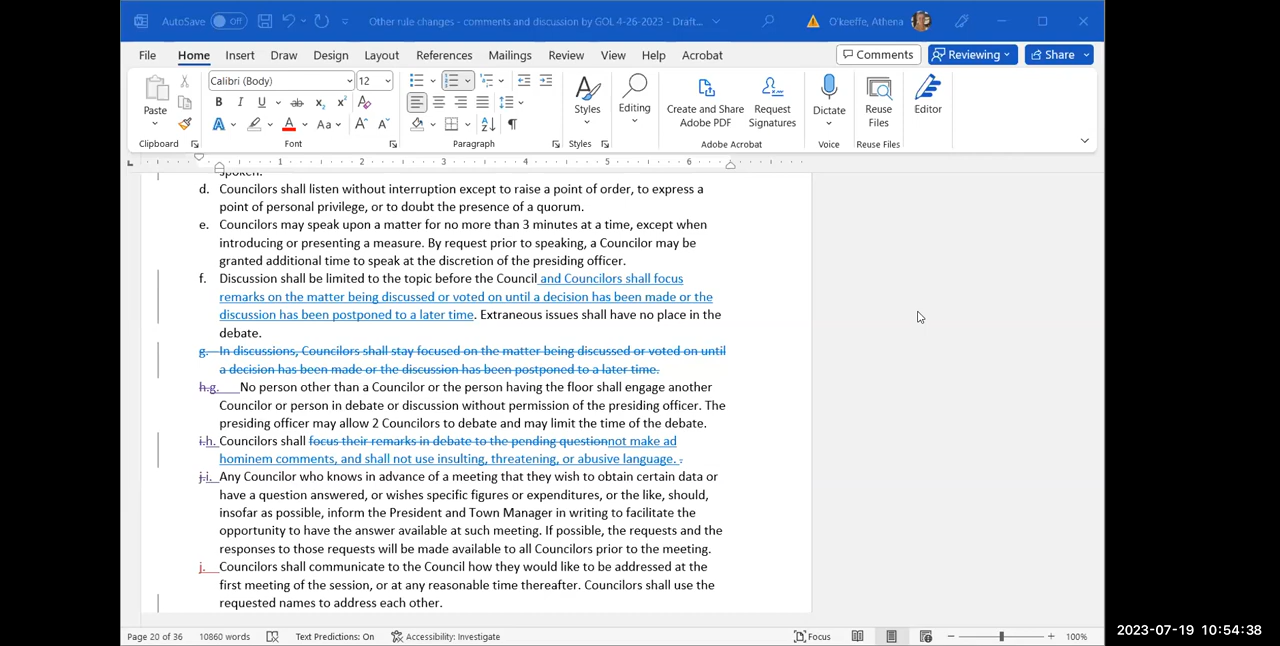 AutoSave Off Other rule changes - comments and discussion by GOL 4-26-2023 - Draft... O'keeffe, Athena
File Home Insert Draw Design Layout References Mailings Review View Help Acrobat Comments Reviewing Share
Calibri (Body) 12
Paste Styles Editing Create and Share Adobe PDF Request Signatures Dictate Reuse Files Editor
Clipboard Font Paragraph Styles Adobe Acrobat Voice Reuse Files
1 2 3 4 5 6
spoken.
d. Councilors shall listen without interruption except to raise a point of order, to express a
point of personal privilege, or to doubt the presence of a quorum.
e. Councilors may speak upon a matter for no more than 3 minutes at a time, except when
introducing or presenting a measure. By request prior to speaking, a Councilor may be
granted additional time to speak at the discretion of the presiding officer.
f. Discussion shall be limited to the topic before the Council and Councilors shall focus
remarks on the matter being discussed or voted on until a decision has been made or the
discussion has been postponed to a later time. Extraneous issues shall have no place in the
debate.
g. In discussions, Councilors shall stay focused on the matter being discussed or voted on until
a decision has been made or the discussion has been postponed to a later time.
h.g. No person other than a Councilor or the person having the floor shall engage another
Councilor or person in debate or discussion without permission of the presiding officer. The
presiding officer may allow 2 Councilors to debate and may limit the time of the debate.
i.h. Councilors shall focus their remarks in debate to the pending questionnot make ad
hominem comments, and shall not use insulting, threatening, or abusive language. .
j.i. Any Councilor who knows in advance of a meeting that they wish to obtain certain data or
have a question answered, or wishes specific figures or expenditures, or the like, should,
insofar as possible, inform the President and Town Manager in writing to facilitate the
opportunity to have the answer available at such meeting. If possible, the requests and the
responses to those requests will be made available to all Councilors prior to the meeting.
j. Councilors shall communicate to the Council how they would like to be addressed at the
first meeting of the session, or at any reasonable time thereafter. Councilors shall use the
requested names to address each other.
Page 20 of 36 10860 words Text Predictions: On Accessibility: Investigate Focus 100%
2023-07-19 10:54:38